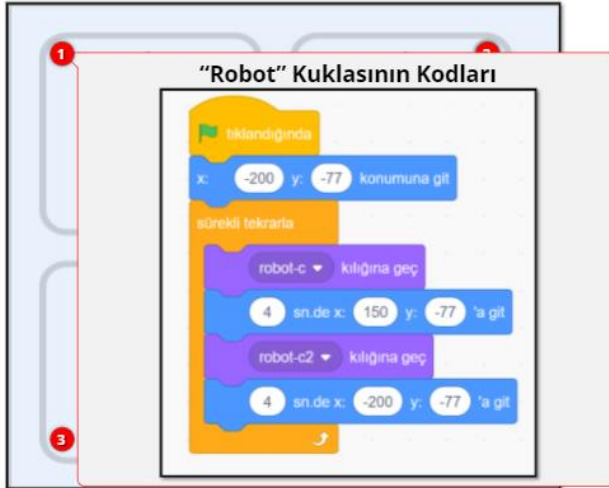 1
“Robot” Kuklasının Kodları
tıklandığında
x: -200 y: -77 konumuna git
sürekli tekrarla
robot-c kılığına geç
4 sn.de x: 150 y: -77 'a git
robot-c2 kılığına geç
4 sn.de x: -200 y: -77 'a git
3